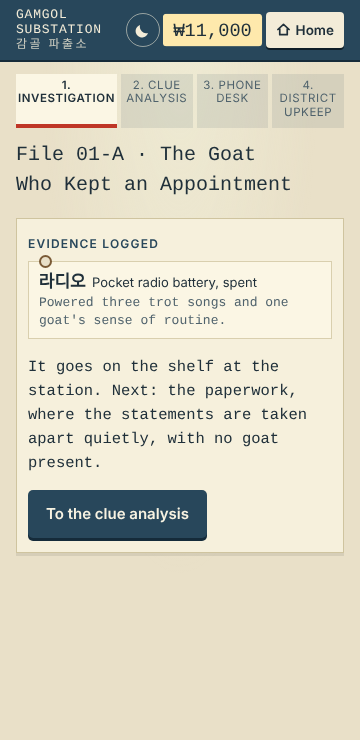 GAMGOL
SUBSTATION
감골 파출소
₩11,000
Home
1.
INVESTIGATION
2. CLUE
ANALYSIS
3. PHONE
DESK
4.
DISTRICT
UPKEEP
File 01-A · The Goat
Who Kept an Appointment
EVIDENCE LOGGED
라디오 Pocket radio battery, spent
Powered three trot songs and one
goat's sense of routine.
It goes on the shelf at the
station. Next: the paperwork,
where the statements are taken
apart quietly, with no goat
present.
To the clue analysis